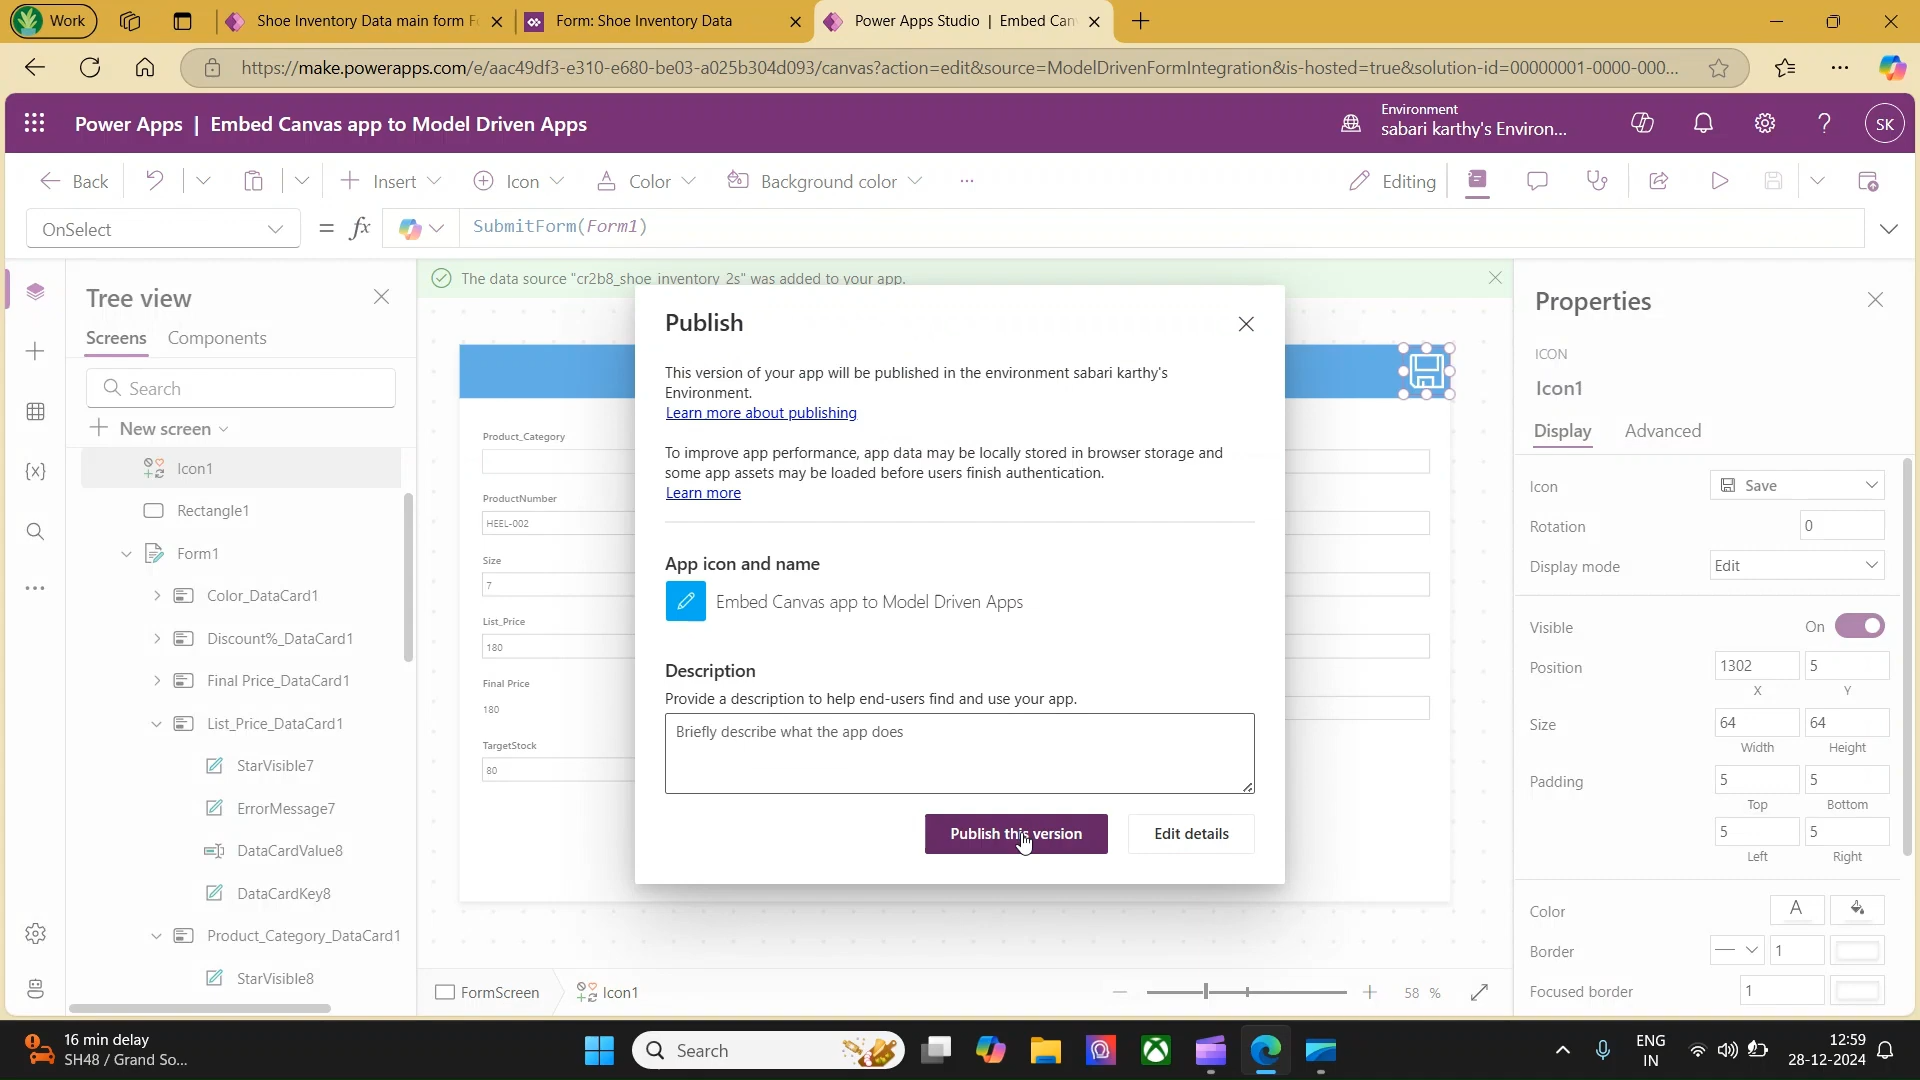 Work
Shoe Inventory Data main form Fo
Form: Shoe Inventory Data
Power Apps Studio | Embed Can
https://make.powerapps.com/e/aac49df3-e310-e680-be03-a025b304d093/canvas?action=edit&source=ModelDrivenFormIntegration&is-hosted=true&solution-id=00000001-0000-000...
Power Apps | Embed Canvas app to Model Driven Apps
Environment
sabari karthy's Environ...
SK
Back
Insert
Icon
Color
Background color
Editing
OnSelect
= fx
SubmitForm(Form1)
Tree view
Screens
Components
Search
New screen
Icon1
Rectangle1
Form1
Color_DataCard1
Discount%_DataCard1
Final Price_DataCard1
List_Price_DataCard1
StarVisible7
ErrorMessage7
DataCardValue8
DataCardKey8
Product_Category_DataCard1
StarVisible8
The data source "cr2b8_shoe_inventory_2s" was added to your app.
Product_Category
ProductNumber
HEEL-002
Size
7
List_Price
180
Final Price
180
TargetStock
80
Publish
This version of your app will be published in the environment sabari karthy's
Environment.
Learn more about publishing
To improve app performance, app data may be locally stored in browser storage and
some app assets may be loaded before users finish authentication.
Learn more
App icon and name
Embed Canvas app to Model Driven Apps
Description
Provide a description to help end-users find and use your app.
Briefly describe what the app does
Publish this version
Edit details
FormScreen
Icon1
58 %
Properties
ICON
Icon1
Display
Advanced
Icon
Save
Rotation
0
Display mode
Edit
Visible
On
Position
1302
5
X
Y
Size
64
64
Width
Height
Padding
5
5
Top
Bottom
5
5
Left
Right
Color
A
Border
1
Focused border
1
16 min delay
SH48 / Grand So...
Search
ENG
IN
12:59
28-12-2024